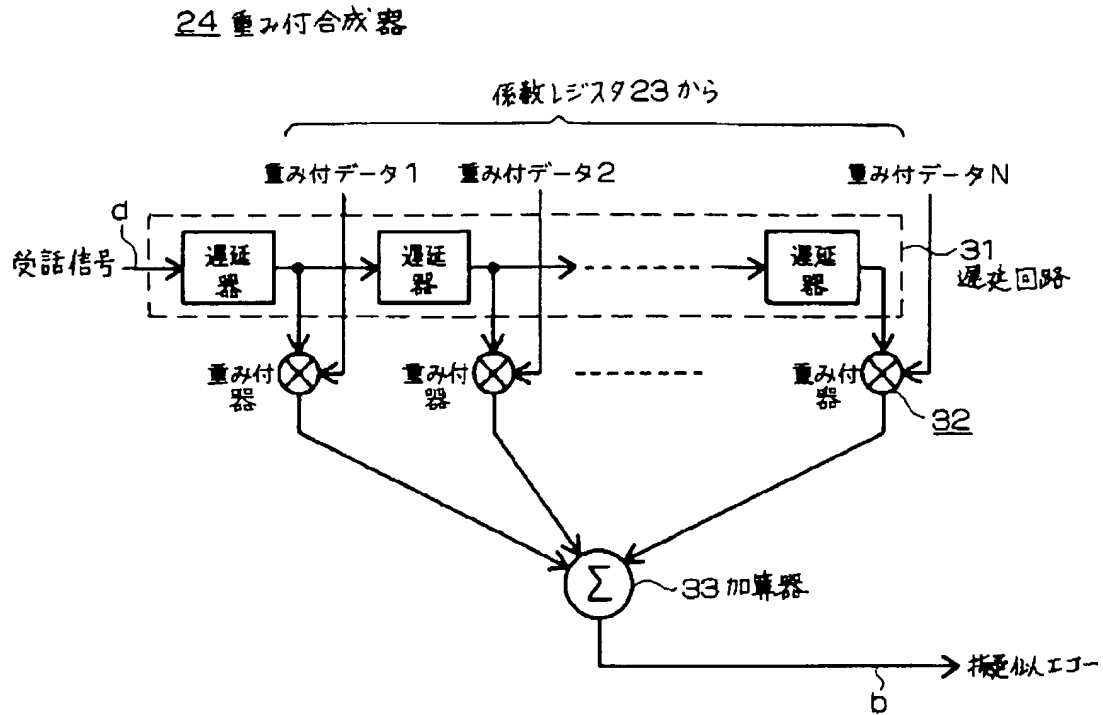 24 重み付合成器
係数レジスタ23から
重み付データ1 重み付データ2 重み付データN
d
受話信号
遅延
器
遅延
器
遅延
器
31
遅延回路
重み付
器
重み付
器
重み付
器
32
Σ
33 加算器
擬似エコー
b